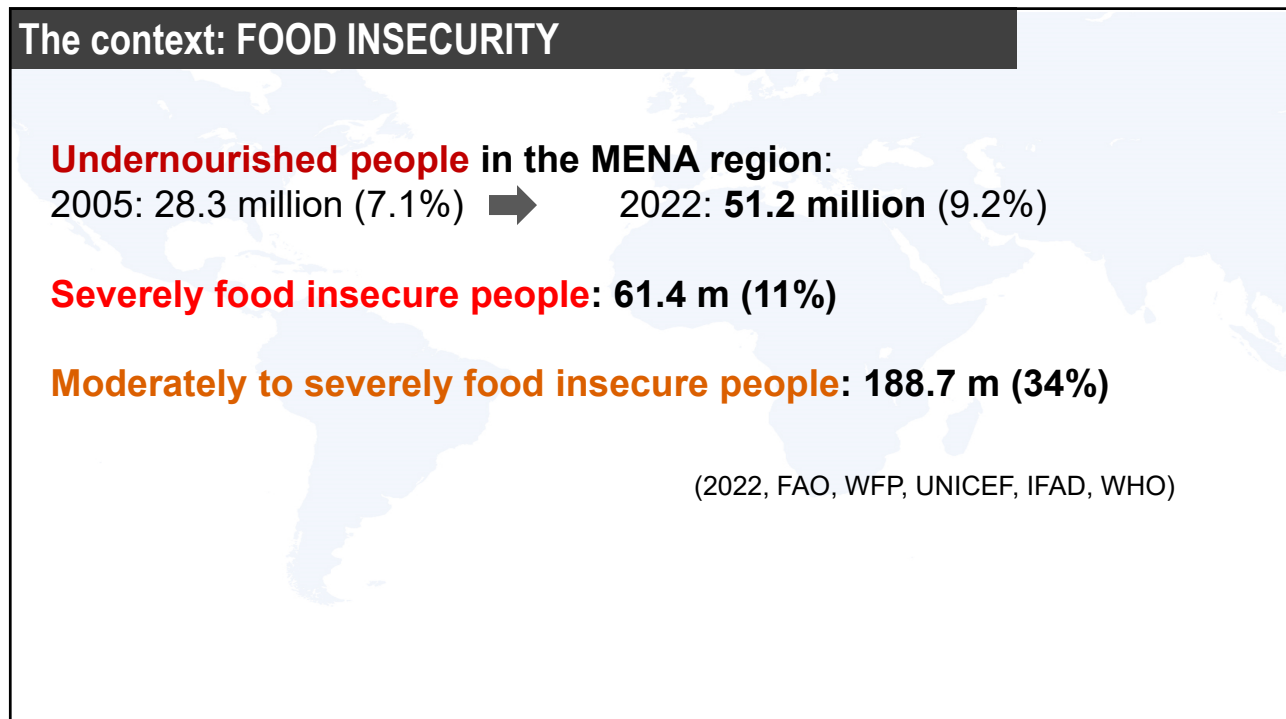 The context: FOOD INSECURITY
Undernourished people in the MENA region:
2005: 28.3 million (7.1%) 2022: 51.2 million (9.2%)
Severely food insecure people: 61.4 m (11%)
Moderately to severely food insecure people: 188.7 m (34%)
(2022, FAO, WFP, UNICEF, IFAD, WHO)